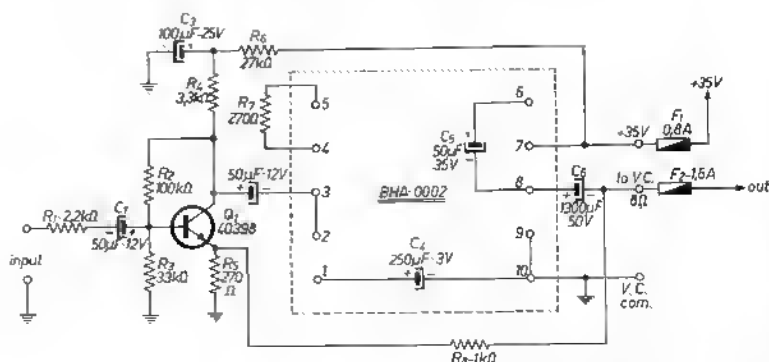 C3
100µF-25V
R6
27kΩ
R4
3,3kΩ
R7
270Ω
5
4
3
2
1
6
7
8
9
10
C5
50µF
35V
+35V
+35V
F1
0,8A
R2
100kΩ
50µF-12V
BHA-0002
C6
1300µF
50V
to V.C.
8Ω
F2-1,6A
out
R1-2,2kΩ
C1
50µF-12V
Q1
40398
C4
250µF-3V
input
R3
33kΩ
R5
270
Ω
V.C.
com.
R8-1kΩ